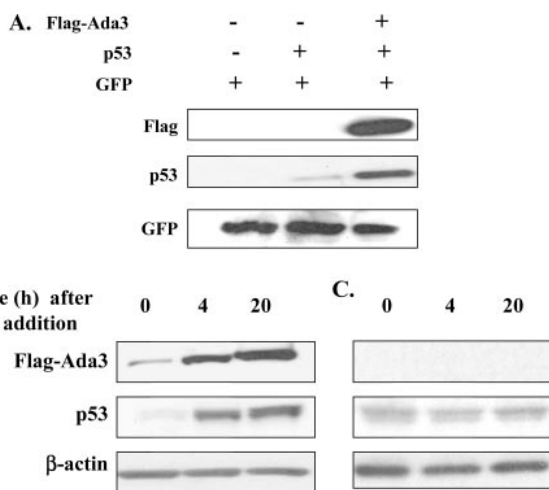 A. Flag-Ada3 - - +
p53 - + +
GFP + + +
Flag
p53
GFP
(h) after
addition
0 4 20
C. 0 4 20
Flag-Ada3
p53
β-actin